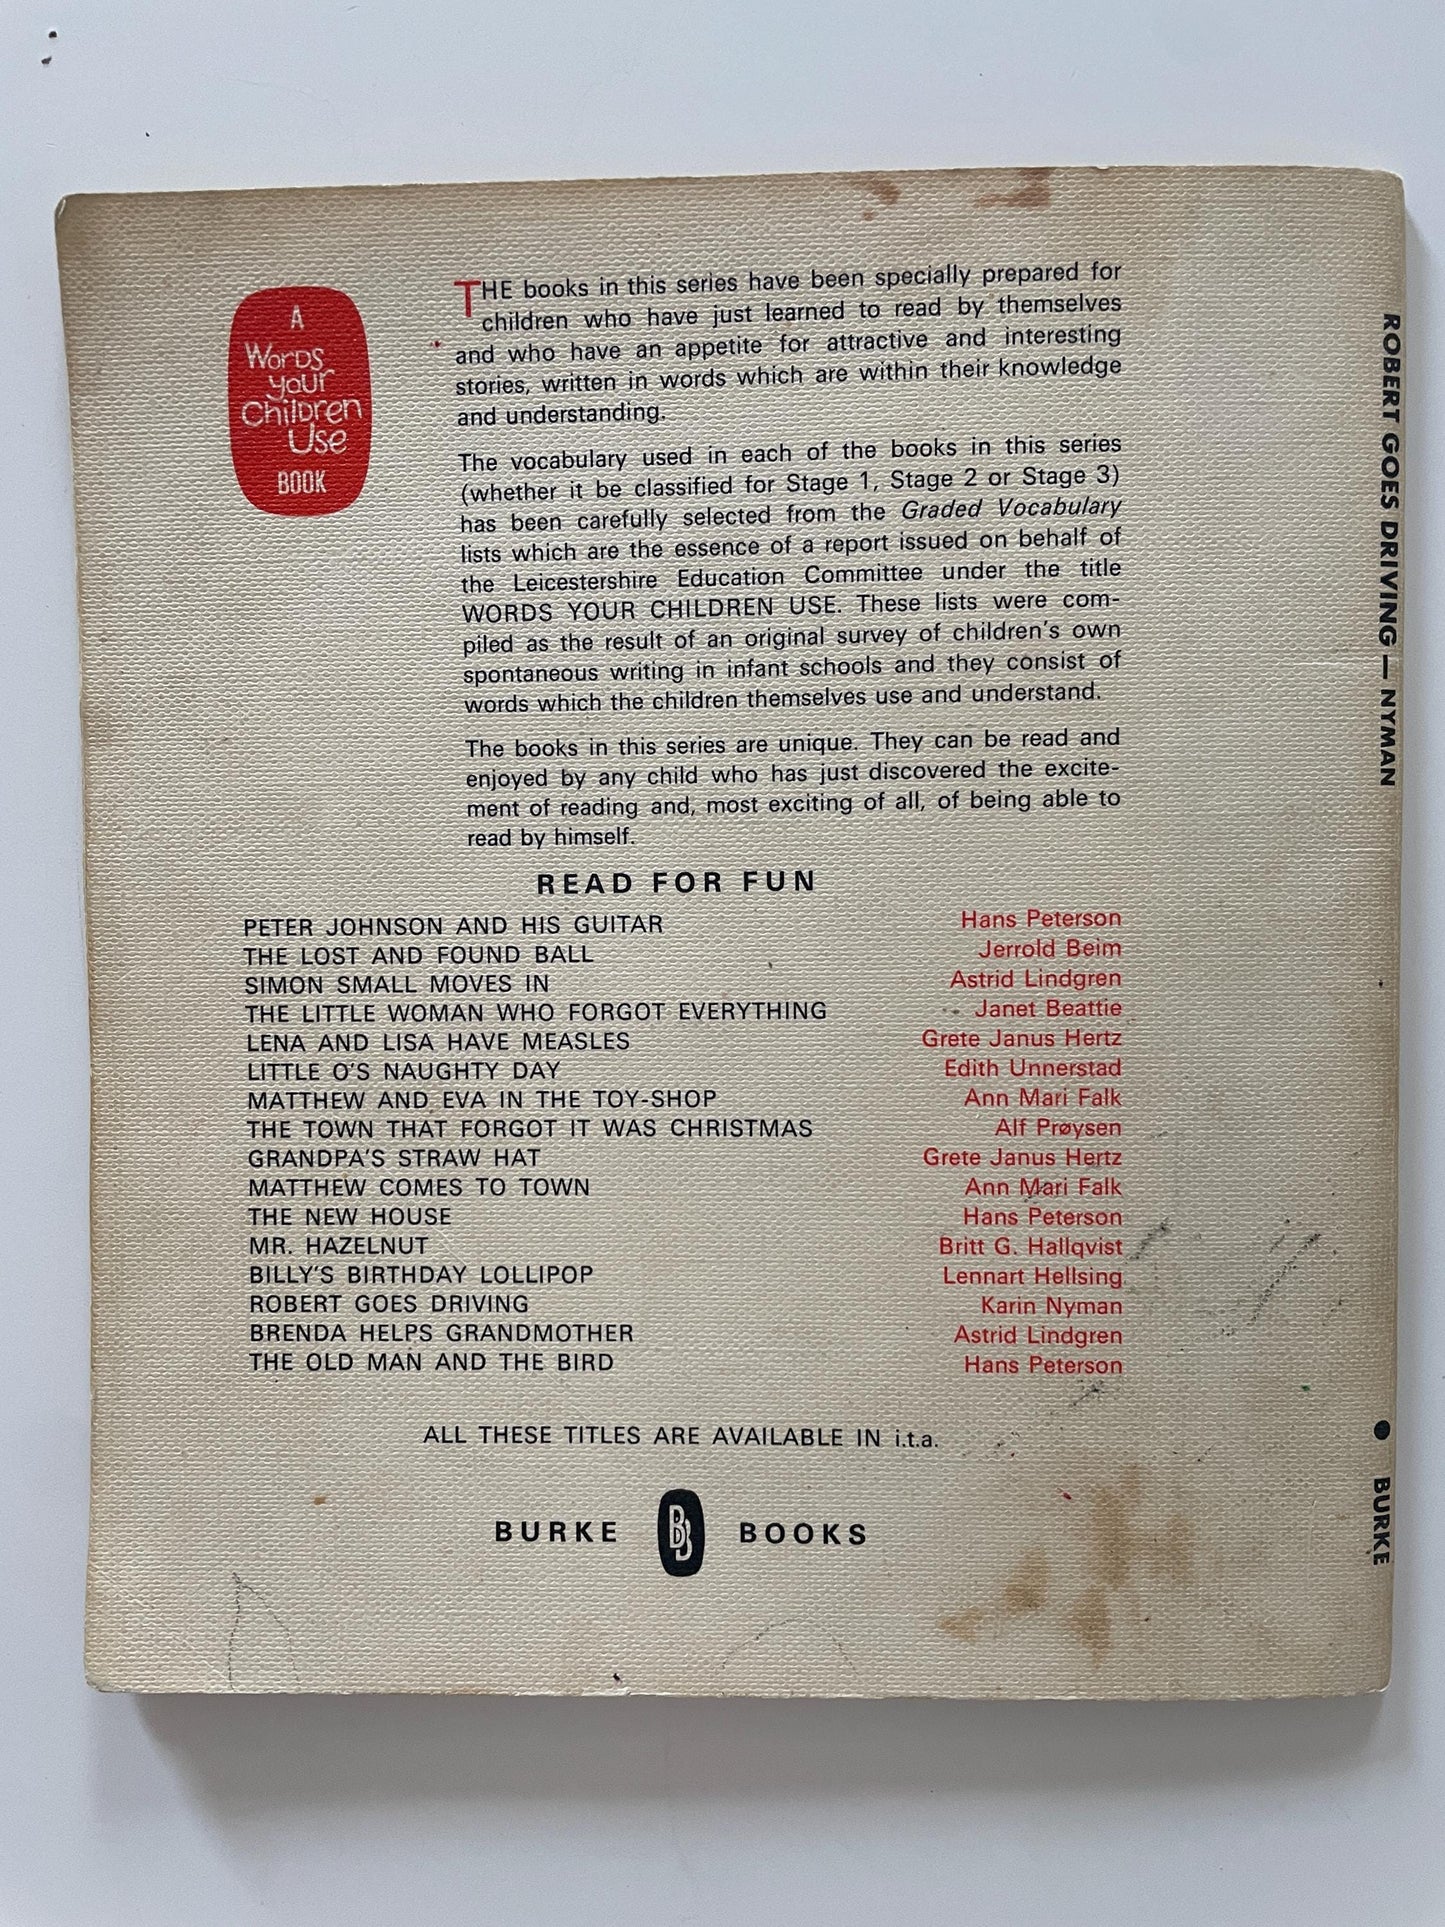 A
Words
your
Children
Use
BOOK
THE books in this series have been specially prepared for
children who have just learned to read by themselves
and who have an appetite for attractive and interesting
stories, written in words which are within their knowledge
and understanding.
The vocabulary used in each of the books in this series
(whether it be classified for Stage 1, Stage 2 or Stage 3)
has been carefully selected from the Graded Vocabulary
lists which are the essence of a report issued on behalf of
the Leicestershire Education Committee under the title
WORDS YOUR CHILDREN USE. These lists were com-
piled as the result of an original survey of children's own
spontaneous writing in infant schools and they consist of
words which the children themselves use and understand.
The books in this series are unique. They can be read and
enjoyed by any child who has just discovered the excite-
ment of reading and, most exciting of all, of being able to
read by himself.
READ FOR FUN
PETER JOHNSON AND HIS GUITAR Hans Peterson
THE LOST AND FOUND BALL Jerrold Beim
SIMON SMALL MOVES IN Astrid Lindgren
THE LITTLE WOMAN WHO FORGOT EVERYTHING Janet Beattie
LENA AND LISA HAVE MEASLES Grete Janus Hertz
LITTLE O'S NAUGHTY DAY Edith Unnerstad
MATTHEW AND EVA IN THE TOY-SHOP Ann Mari Falk
THE TOWN THAT FORGOT IT WAS CHRISTMAS Alf Prøysen
GRANDPA'S STRAW HAT Grete Janus Hertz
MATTHEW COMES TO TOWN Ann Mari Falk
THE NEW HOUSE Hans Peterson
MR. HAZELNUT Britt G. Hallqvist
BILLY'S BIRTHDAY LOLLIPOP Lennart Hellsing
ROBERT GOES DRIVING Karin Nyman
BRENDA HELPS GRANDMOTHER Astrid Lindgren
THE OLD MAN AND THE BIRD Hans Peterson
ALL THESE TITLES ARE AVAILABLE IN i.t.a.
BURKE BB BOOKS
ROBERT GOES DRIVING — NYMAN • BURKE